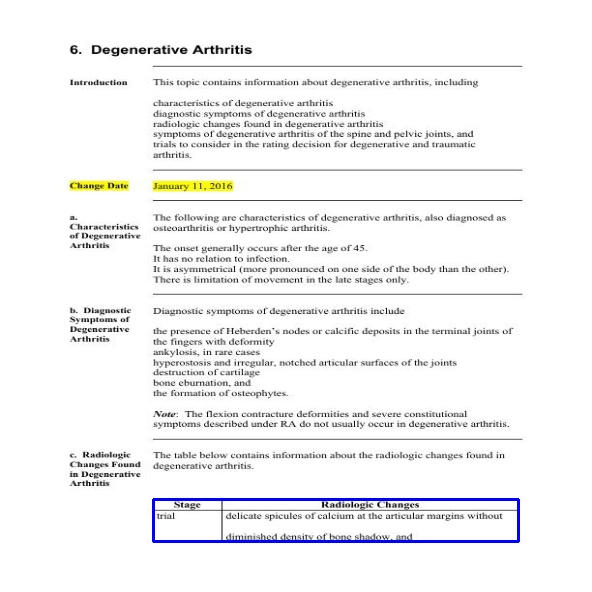 6. Degenerative Arthritis
Introduction
This topic contains information about degenerative arthritis, including
characteristics of degenerative arthritis
diagnostic symptoms of degenerative arthritis
radiologic changes found in degenerative arthritis
symptoms of degenerative arthritis of the spine and pelvic joints, and
trials to consider in the rating decision for degenerative and traumatic
arthritis.
Change Date
January 11, 2016
a.
Characteristics
of Degenerative
Arthritis
The following are characteristics of degenerative arthritis, also diagnosed as
osteoarthritis or hypertrophic arthritis.
The onset generally occurs after the age of 45.
It has no relation to infection.
It is asymmetrical (more pronounced on one side of the body than the other).
There is limitation of movement in the late stages only.
b. Diagnostic
Symptoms of
Degenerative
Arthritis
Diagnostic symptoms of degenerative arthritis include
the presence of Heberden's nodes or calcific deposits in the terminal joints of
the fingers with deformity
ankylosis, in rare cases
hyperostosis and irregular, notched articular surfaces of the joints
destruction of cartilage
bone eburnation, and
the formation of osteophytes.
Note: The flexion contracture deformities and severe constitutional
symptoms described under RA do not usually occur in degenerative arthritis.
c. Radiologic
Changes Found
in Degenerative
Arthritis
The table below contains information about the radiologic changes found in
degenerative arthritis.
Stage Radiologic Changes
trial delicate spicules of calcium at the articular margins without
diminished density of bone shadow, and